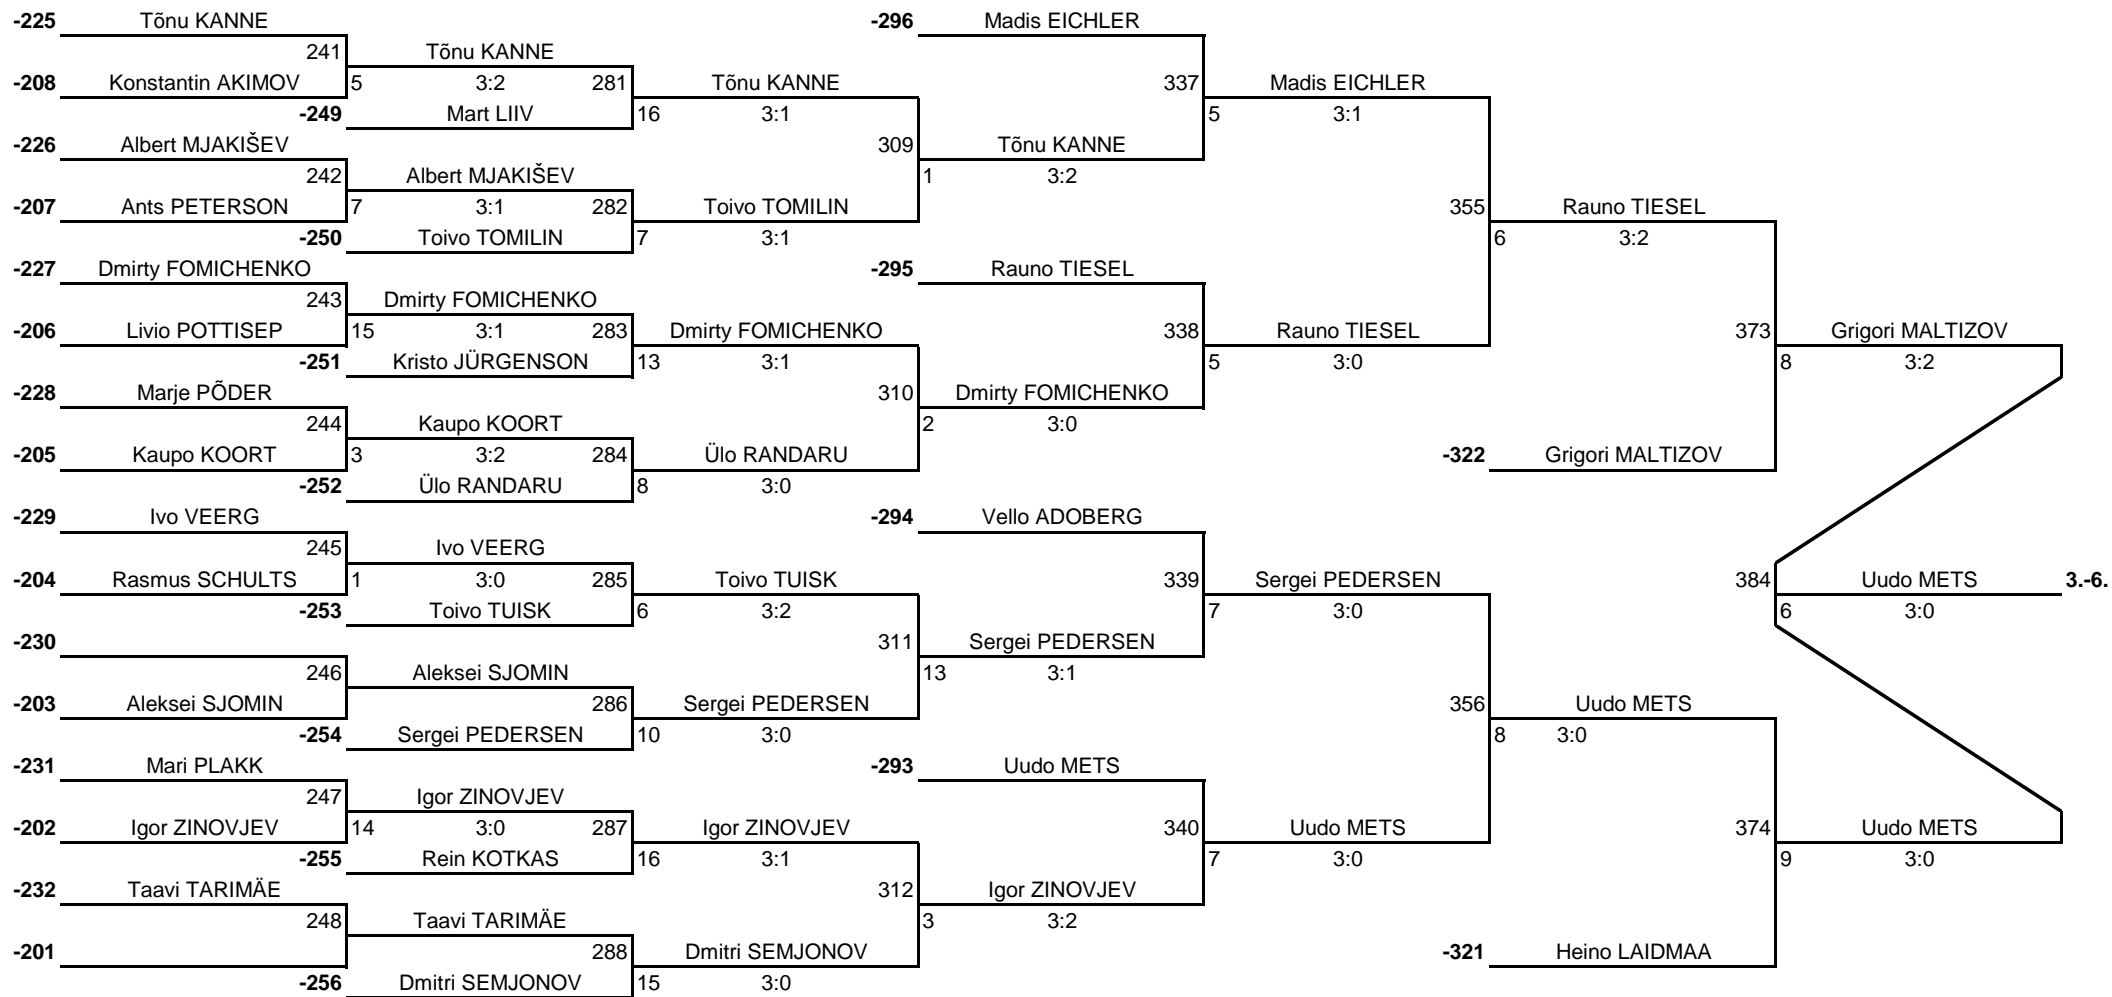 -225 Tõnu KANNE -296 Madis EICHLER
241 Tõnu KANNE
-208 Konstantin AKIMOV 5 3:2 281 Tõnu KANNE 337 Madis EICHLER
-249 Mart LIIV 16 3:1 5 3:1
-226 Albert MJAKIŠEV 309 Tõnu KANNE
242 Albert MJAKIŠEV 1 3:2
-207 Ants PETERSON 7 3:1 282 Toivo TOMILIN 355 Rauno TIESEL
-250 Toivo TOMILIN 7 3:1 6 3:2
-227 Dmirty FOMICHENKO -295 Rauno TIESEL
243 Dmirty FOMICHENKO
-206 Livio POTTISEP 15 3:1 283 Dmirty FOMICHENKO 338 Rauno TIESEL 373 Grigori MALTIZOV
-251 Kristo JÜRGENSON 13 3:1 5 3:0 8 3:2
-228 Marje PÕDER 310 Dmirty FOMICHENKO
244 Kaupo KOORT 2 3:0
-205 Kaupo KOORT 3 3:2 284 Ülo RANDARU -322 Grigori MALTIZOV
-252 Ülo RANDARU 8 3:0
-229 Ivo VEERG -294 Vello ADOBERG
245 Ivo VEERG
-204 Rasmus SCHULTS 1 3:0 285 Toivo TUISK 339 Sergei PEDERSEN 384 Uudo METS 3.-6.
-253 Toivo TUISK 6 3:2 7 3:0 6 3:0
-230 311 Sergei PEDERSEN
246 Aleksei SJOMIN 13 3:1
-203 Aleksei SJOMIN 286 Sergei PEDERSEN 356 Uudo METS
-254 Sergei PEDERSEN 10 3:0 8 3:0
-231 Mari PLAKK -293 Uudo METS
247 Igor ZINOVJEV
-202 Igor ZINOVJEV 14 3:0 287 Igor ZINOVJEV 340 Uudo METS 374 Uudo METS
-255 Rein KOTKAS 16 3:1 7 3:0 9 3:0
-232 Taavi TARIMÄE 312 Igor ZINOVJEV
248 Taavi TARIMÄE 3 3:2
-201 288 Dmitri SEMJONOV -321 Heino LAIDMAA
-256 Dmitri SEMJONOV 15 3:0